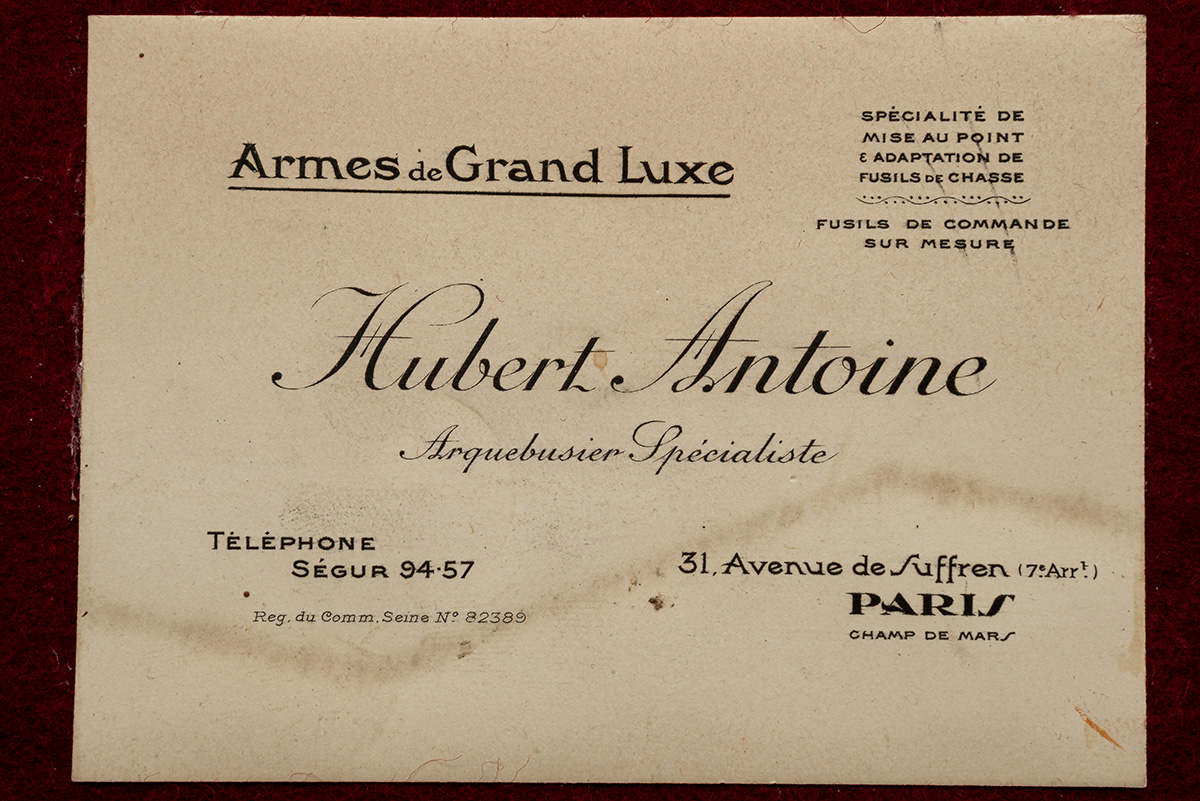 Armes de Grand Luxe
SPÉCIALITÉ DE
MISE AU POINT
& ADAPTATION DE
FUSILS DE CHASSE
FUSILS DE COMMANDE
SUR MESURE
Hubert Antoine
Arquebusier Spécialiste
TÉLÉPHONE
SÉGUR 94·57
Reg. du Comm. Seine Nº 82389
31, Avenue de Suffren (7e. Arrt.)
PARIS
CHAMP DE MARS